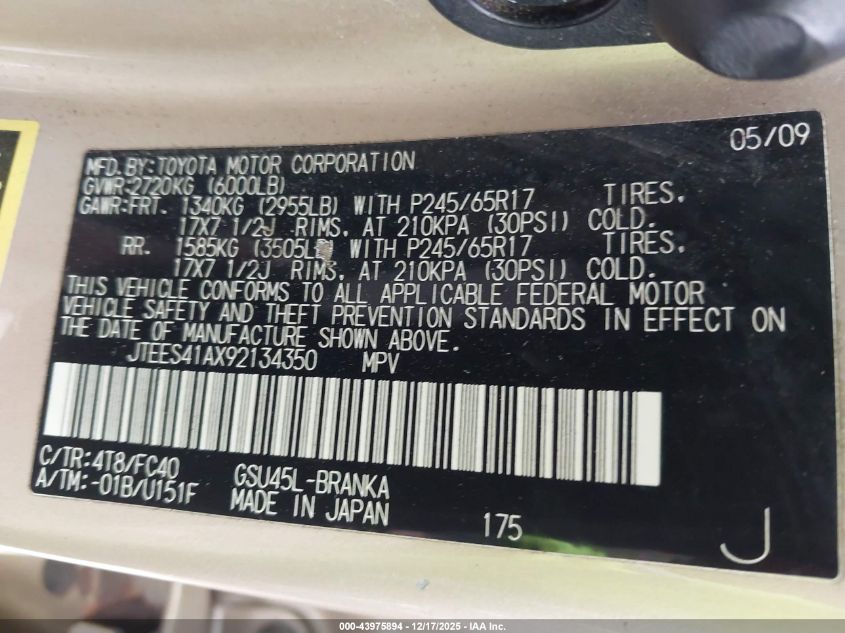 05/09
MFD.BY:TOYOTA MOTOR CORPORATION
GVWR:2720KG (6000LB)
GAWR:FRT. 1340KG (2955LB) WITH P245/65R17 TIRES,
17X7 1/2J RIMS, AT 210KPA (30PSI) COLD.
RR. 1585KG (3505LB) WITH P245/65R17 TIRES,
17X7 1/2J RIMS, AT 210KPA (30PSI) COLD.
THIS VEHICLE CONFORMS TO ALL APPLICABLE FEDERAL MOTOR
VEHICLE SAFETY AND THEFT PREVENTION STANDARDS IN EFFECT ON
THE DATE OF MANUFACTURE SHOWN ABOVE.
JTEES41AX92134350 MPV
C/TR:4T8/FC40 GSU45L-BRANKA
A/TM:-01B/U151F MADE IN JAPAN 175 J
000-43975894 - 12/17/2025 - IAA Inc.